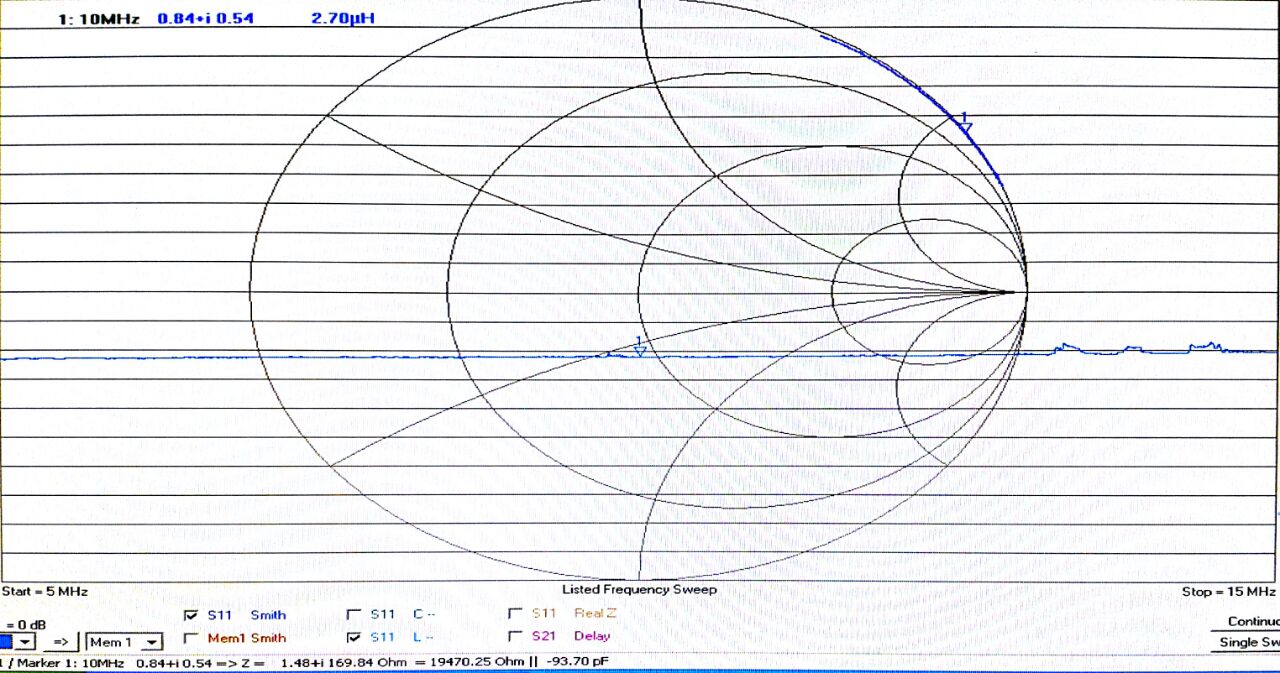 1: 10MHz 0.84+i 0.54 2.70µH
1
1
Start = 5 MHz Listed Frequency Sweep Stop = 15 MHz
S11 Smith S11 C -- S11 Real Z
= 0 dB Continu
=> Mem 1 Mem1 Smith S11 L -- S21 Delay Single Sw
/ Marker 1: 10MHz 0.84+i 0.54 => Z = 1.48+i 169.84 Ohm = 19470.25 Ohm || -93.70 pF